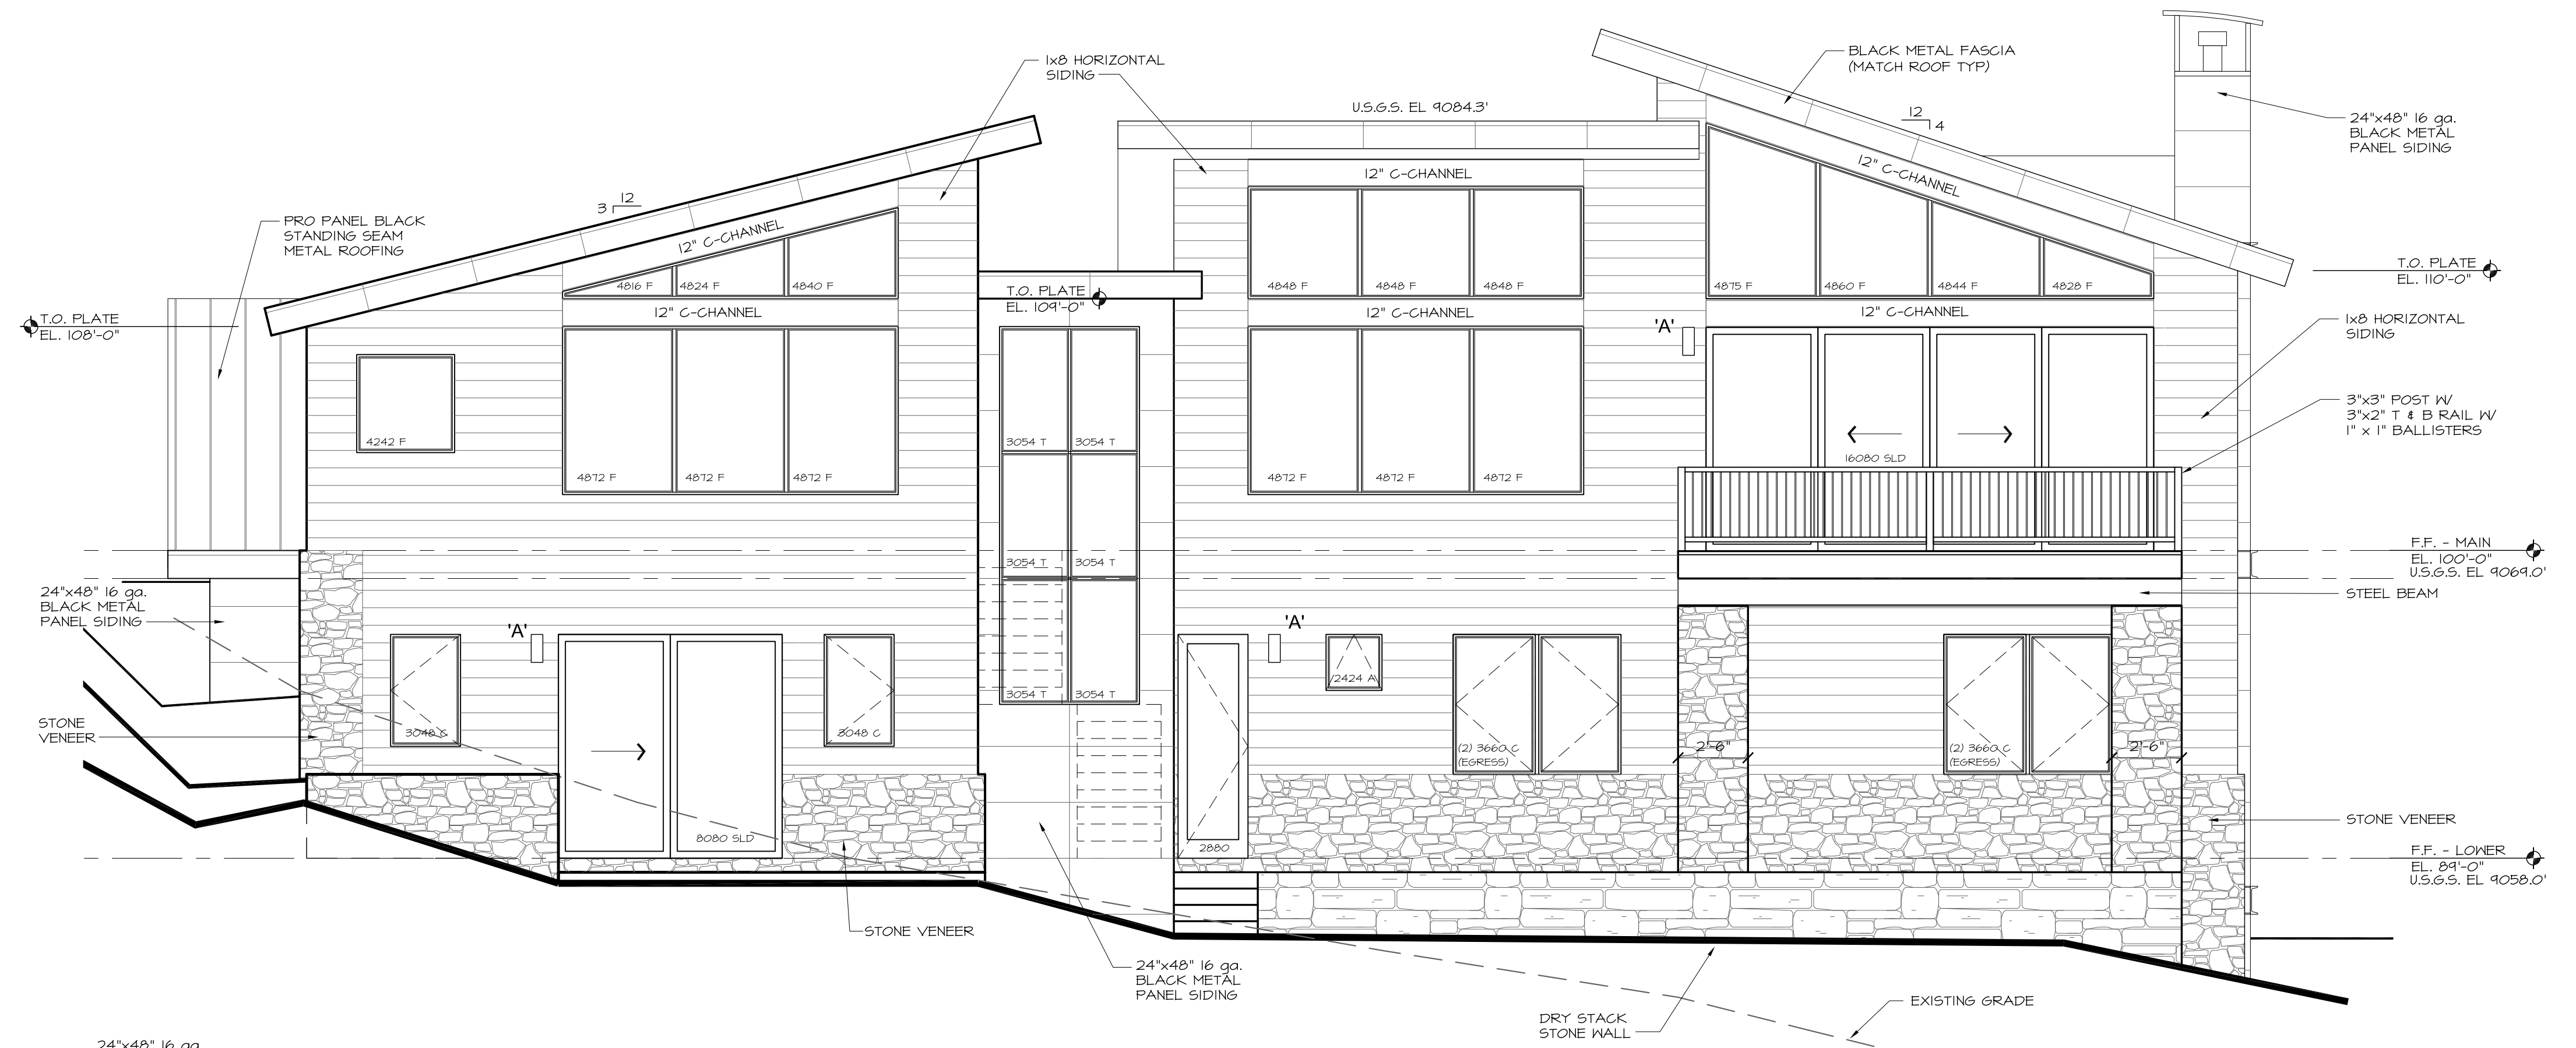 1x8 HORIZONTAL
SIDING
BLACK METAL FASCIA
(MATCH ROOF TYP)
U.S.G.S. EL 9084.3'
12
4
24"x48" 16 ga.
BLACK METAL
PANEL SIDING
12" C-CHANNEL
12" C-CHANNEL
12
3
PRO PANEL BLACK
STANDING SEAM
METAL ROOFING
12" C-CHANNEL
T.O. PLATE
EL. 110'-0"
4816 F
4824 F
4840 F
T.O. PLATE
EL. 109'-0"
4848 F
4848 F
4848 F
4875 F
4860 F
4844 F
4828 F
T.O. PLATE
EL. 108'-0"
12" C-CHANNEL
12" C-CHANNEL
12" C-CHANNEL
'A'
1x8 HORIZONTAL
SIDING
3"x3" POST W/
3"x2" T & B RAIL W/
1" x 1" BALLISTERS
4242 F
3054 T
3054 T
16080 SLD
4872 F
4872 F
4872 F
4872 F
4872 F
4872 F
F.F. - MAIN
EL. 100'-0"
U.S.G.S. EL 9069.0'
3054 T
3054 T
24"x48" 16 ga.
BLACK METAL
PANEL SIDING
STEEL BEAM
'A'
'A'
2424 A
3054 T
3054 T
STONE
VENEER
3048 C
3048 C
(2) 3660 C
(EGRESS)
2'-6"
(2) 3660 C
(EGRESS)
2'-6"
8080 SLD
2880
STONE VENEER
F.F. - LOWER
EL. 89'-0"
U.S.G.S. EL 9058.0'
STONE VENEER
24"x48" 16 ga.
BLACK METAL
PANEL SIDING
EXISTING GRADE
DRY STACK
STONE WALL
24"x48" 16 ga.